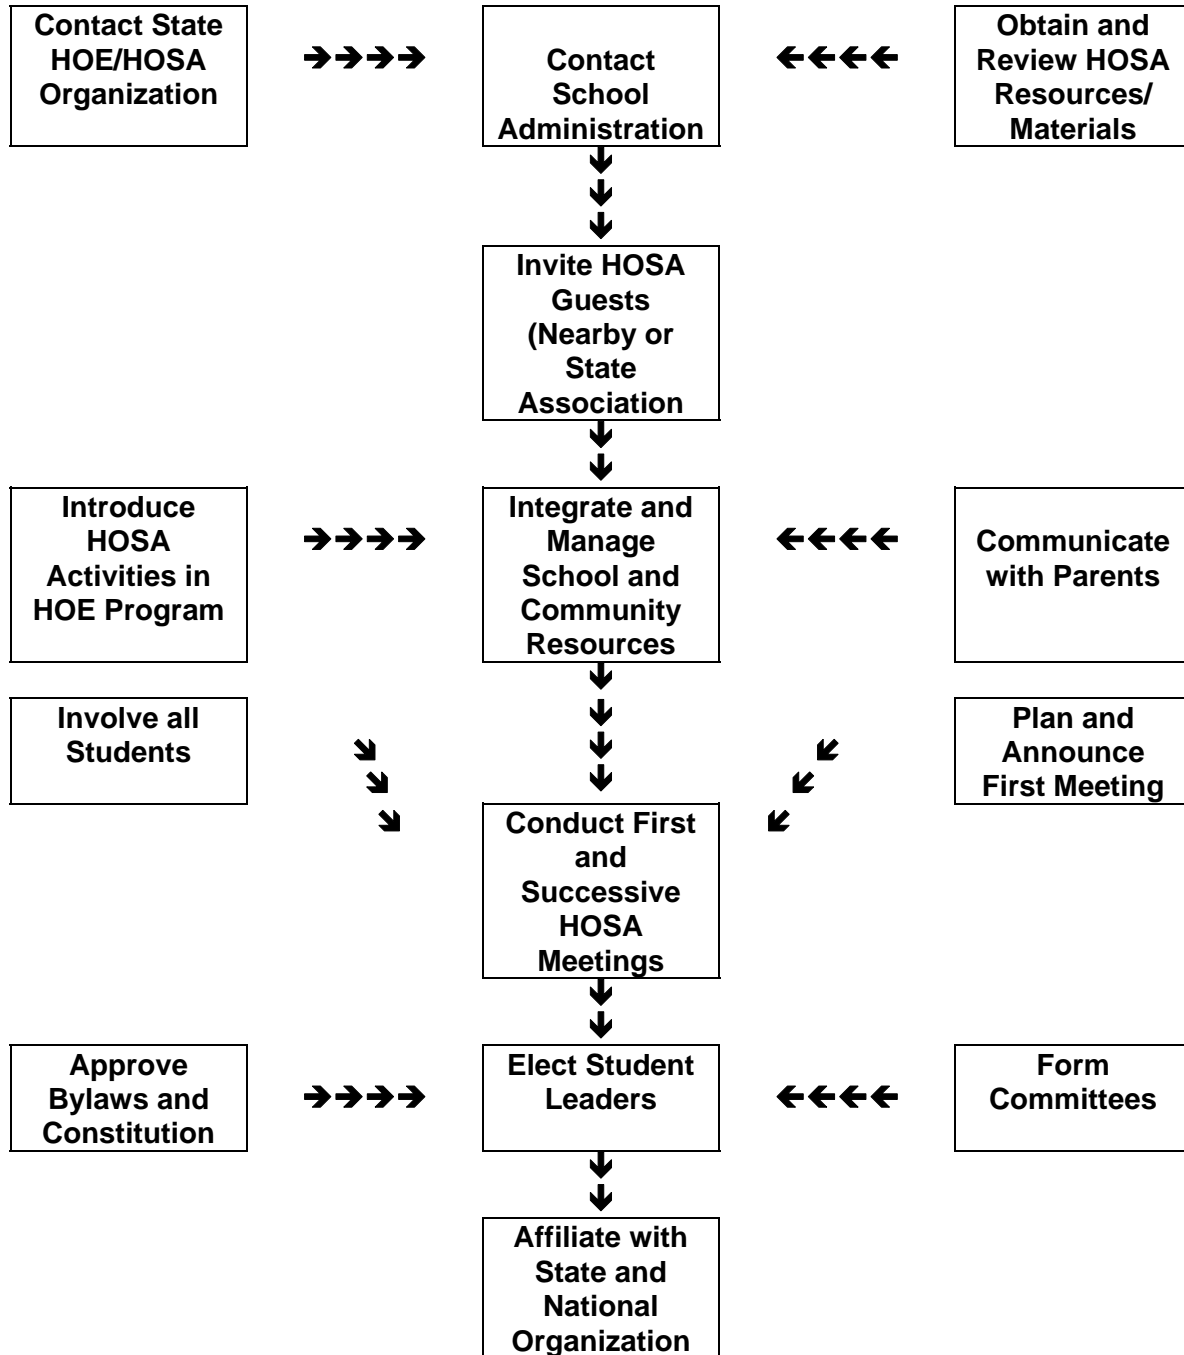 Contact State
HOE/HOSA
Organization
Contact
School
Administration
Obtain and
Review HOSA
Resources/
Materials
Invite HOSA
Guests
(Nearby or
State
Association
Introduce
HOSA
Activities in
HOE Program
Integrate and
Manage
School and
Community
Resources
Communicate
with Parents
Involve all
Students
Plan and
Announce
First Meeting
Conduct First
and
Successive
HOSA
Meetings
Approve
Bylaws and
Constitution
Elect Student
Leaders
Form
Committees
Affiliate with
State and
National
Organization